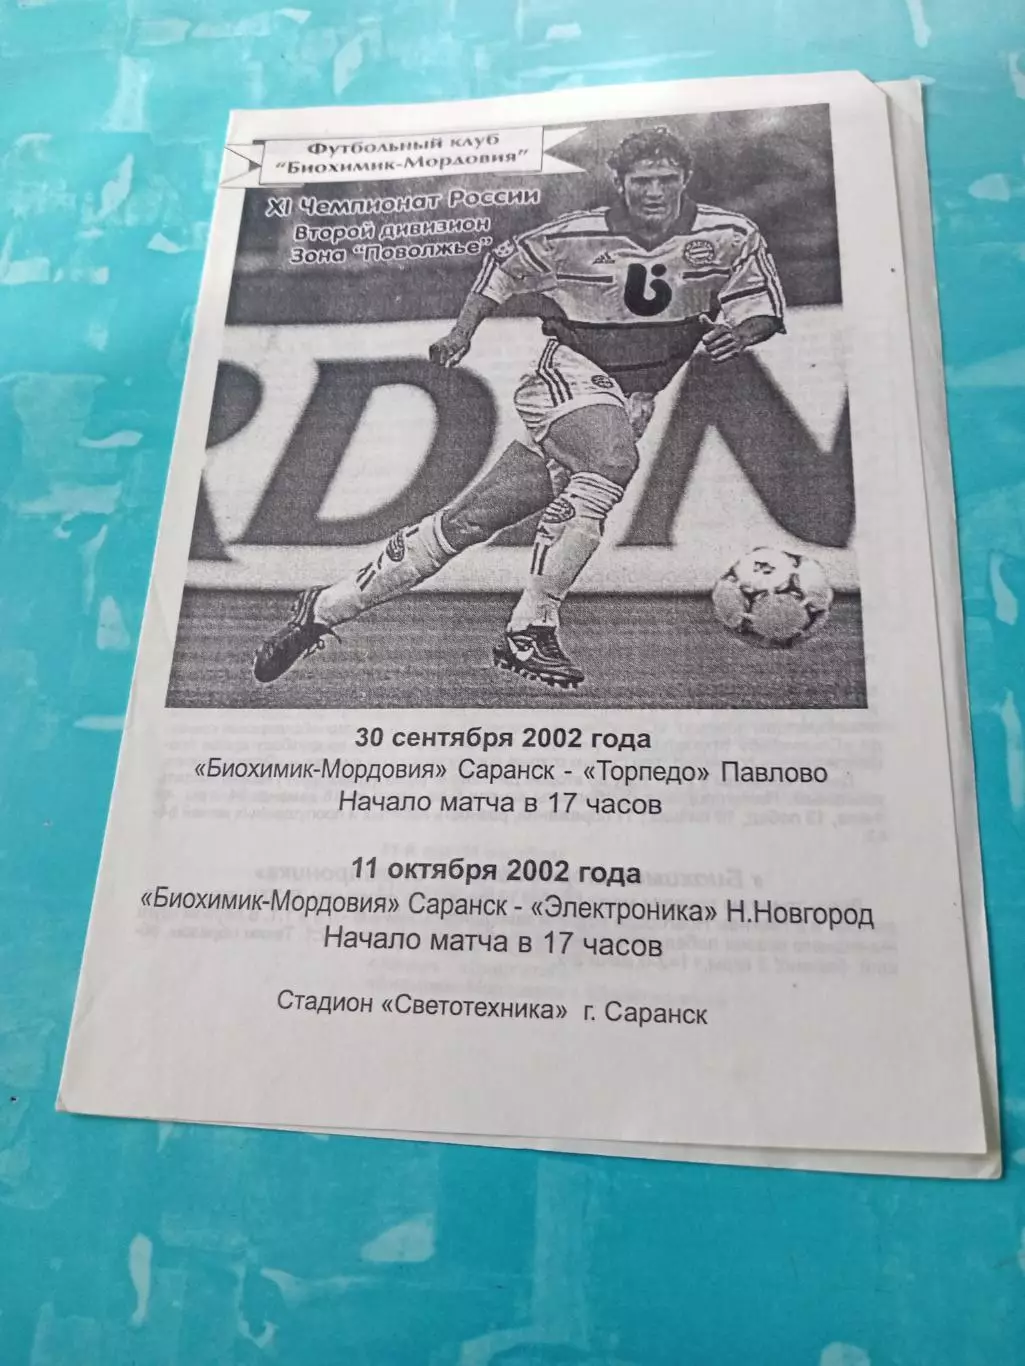 Футбольный клуб
"Биохимик-Мордовия"
XI Чемпионат России
Второй дивизион
Зона "Поволжье"
30 сентября 2002 года
«Биохимик-Мордовия» Саранск - «Торпедо» Павлово
Начало матча в 17 часов
11 октября 2002 года
«Биохимик-Мордовия» Саранск - «Электроника» Н.Новгород
Начало матча в 17 часов
Стадион «Светотехника» г. Саранск